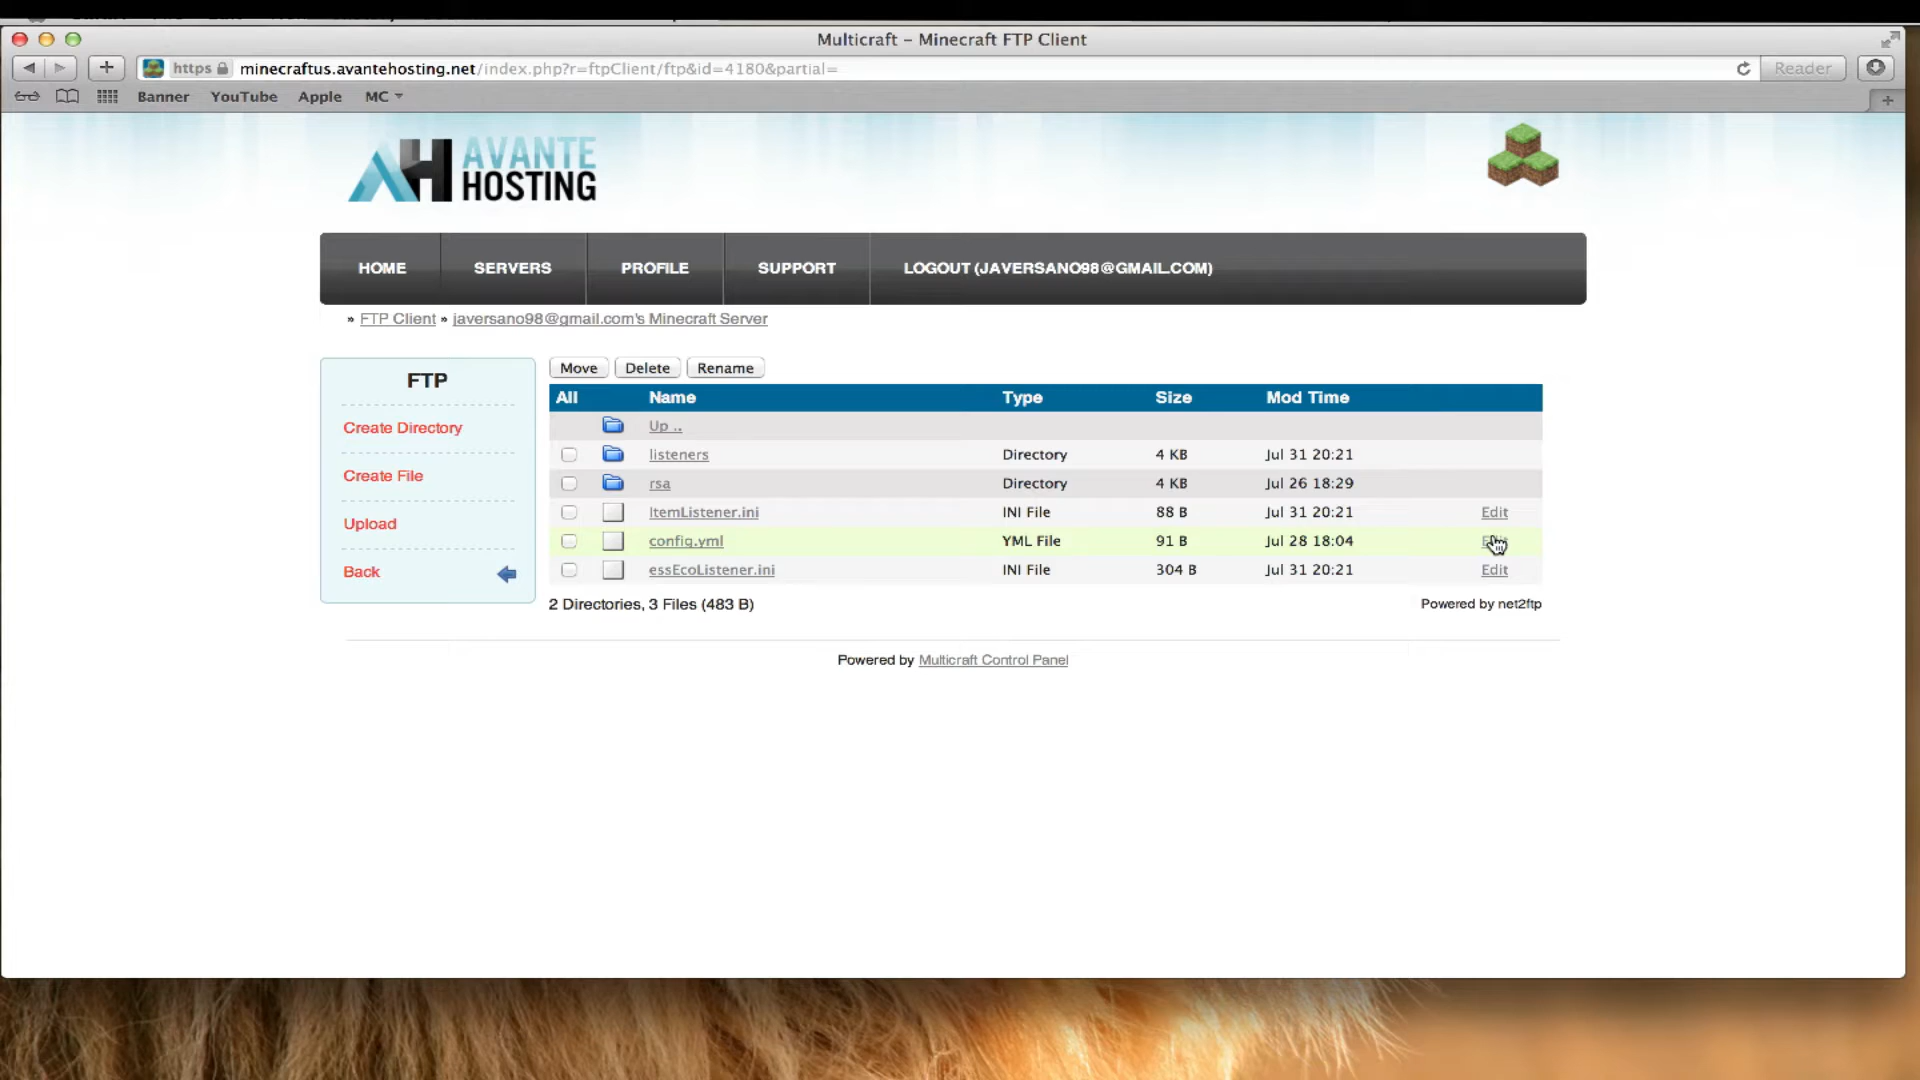 Multicraft – Minecraft FTP Client
https minecraftus.avantehosting.net/index.php?r=ftpClient/ftp&id=4180&partial=
Reader
Banner YouTube Apple MC
AH AVANTE HOSTING
HOME SERVERS PROFILE SUPPORT LOGOUT (JAVERSANO98@GMAIL.COM)
» FTP Client » javersano98@gmail.com's Minecraft Server
FTP
Create Directory
Create File
Upload
Back
Move Delete Rename
All Name Type Size Mod Time
Up ..
listeners Directory 4 KB Jul 31 20:21
rsa Directory 4 KB Jul 26 18:29
ItemListener.ini INI File 88 B Jul 31 20:21 Edit
config.yml YML File 91 B Jul 28 18:04
essEcoListener.ini INI File 304 B Jul 31 20:21 Edit
2 Directories, 3 Files (483 B) Powered by net2ftp
Powered by Multicraft Control Panel